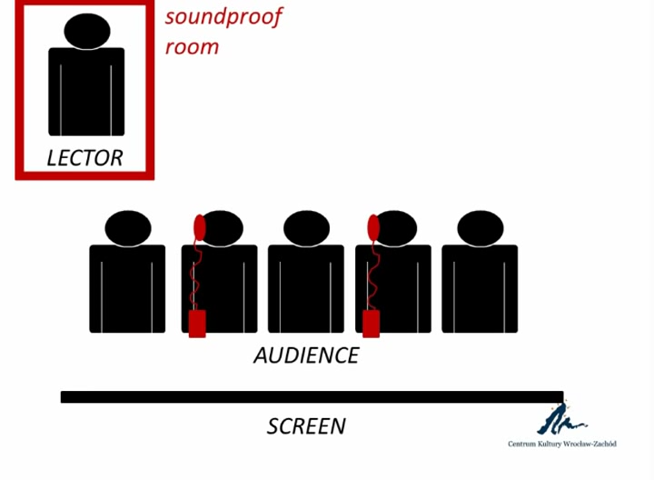 soundproof
room
LECTOR
AUDIENCE
SCREEN
Centrum Kultury Wrocław-Zachód